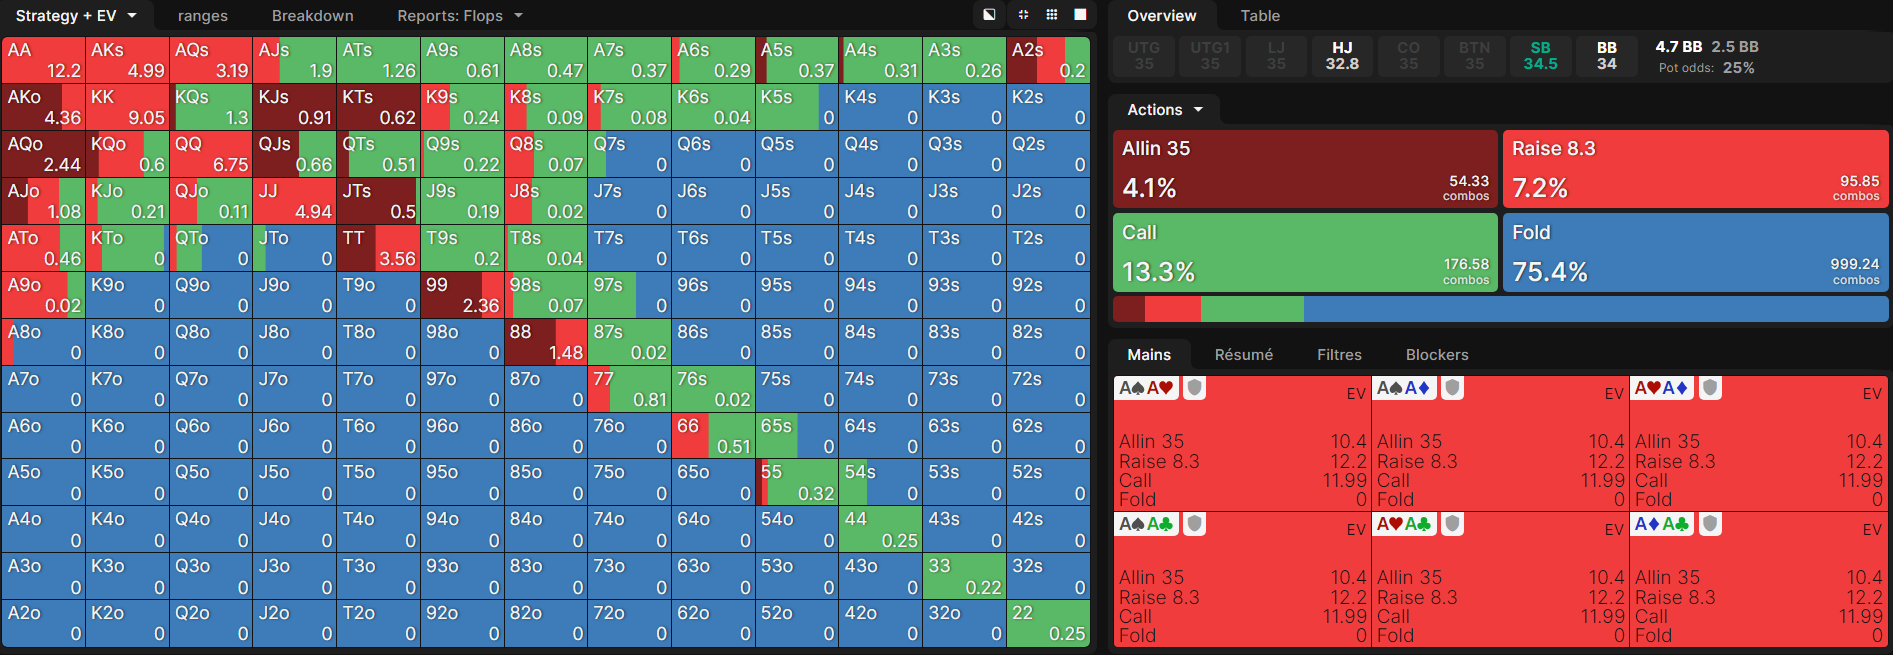 Strategy + EV ranges Breakdown Reports: Flops
AA AKs AQs AJs ATs A9s A8s A7s A6s A5s A4s A3s A2s
12.2 4.99 3.19 1.9 1.26 0.61 0.47 0.37 0.29 0.37 0.31 0.26 0.2
AKo KK KQs KJs KTs K9s K8s K7s K6s K5s K4s K3s K2s
4.36 9.05 1.3 0.91 0.62 0.24 0.09 0.08 0.04 0 0 0 0
AQo KQo QQ QJs QTs Q9s Q8s Q7s Q6s Q5s Q4s Q3s Q2s
2.44 0.6 6.75 0.66 0.51 0.22 0.07 0 0 0 0 0 0
AJo KJo QJo JJ JTs J9s J8s J7s J6s J5s J4s J3s J2s
1.08 0.21 0.11 4.94 0.5 0.19 0.02 0 0 0 0 0 0
ATo KTo QTo JTo TT T9s T8s T7s T6s T5s T4s T3s T2s
0.46 0 0 0 3.56 0.2 0.04 0 0 0 0 0 0
A9o K9o Q9o J9o T9o 99 98s 97s 96s 95s 94s 93s 92s
0.02 0 0 0 0 2.36 0.07 0 0 0 0 0 0
A8o K8o Q8o J8o T8o 98o 88 87s 86s 85s 84s 83s 82s
0 0 0 0 0 0 1.48 0.02 0 0 0 0 0
A7o K7o Q7o J7o T7o 97o 87o 77 76s 75s 74s 73s 72s
0 0 0 0 0 0 0 0.81 0.02 0 0 0 0
A6o K6o Q6o J6o T6o 96o 86o 76o 66 65s 64s 63s 62s
0 0 0 0 0 0 0 0 0.51 0 0 0 0
A5o K5o Q5o J5o T5o 95o 85o 75o 65o 55 54s 53s 52s
0 0 0 0 0 0 0 0 0 0.32 0 0 0
A4o K4o Q4o J4o T4o 94o 84o 74o 64o 54o 44 43s 42s
0 0 0 0 0 0 0 0 0 0 0.25 0 0
A3o K3o Q3o J3o T3o 93o 83o 73o 63o 53o 43o 33 32s
0 0 0 0 0 0 0 0 0 0 0 0.22 0
A2o K2o Q2o J2o T2o 92o 82o 72o 62o 52o 42o 32o 22
0 0 0 0 0 0 0 0 0 0 0 0 0.25
Overview Table
UTG UTG1 LJ HJ CO BTN SB BB 4.7 BB 2.5 BB
35 35 35 32.8 35 35 34.5 34 Pot odds: 25%
Actions
Allin 35 Raise 8.3
4.1% 54.33 combos 7.2% 95.85 combos
Call Fold
13.3% 176.58 combos 75.4% 999.24 combos
Mains Résumé Filtres Blockers
A♠A♥ EV A♠A♦ EV A♥A♦ EV
Allin 35 10.4 Allin 35 10.4 Allin 35 10.4
Raise 8.3 12.2 Raise 8.3 12.2 Raise 8.3 12.2
Call 11.99 Call 11.99 Call 11.99
Fold 0 Fold 0 Fold 0
A♠A♣ EV A♥A♣ EV A♦A♣ EV
Allin 35 10.4 Allin 35 10.4 Allin 35 10.4
Raise 8.3 12.2 Raise 8.3 12.2 Raise 8.3 12.2
Call 11.99 Call 11.99 Call 11.99
Fold 0 Fold 0 Fold 0